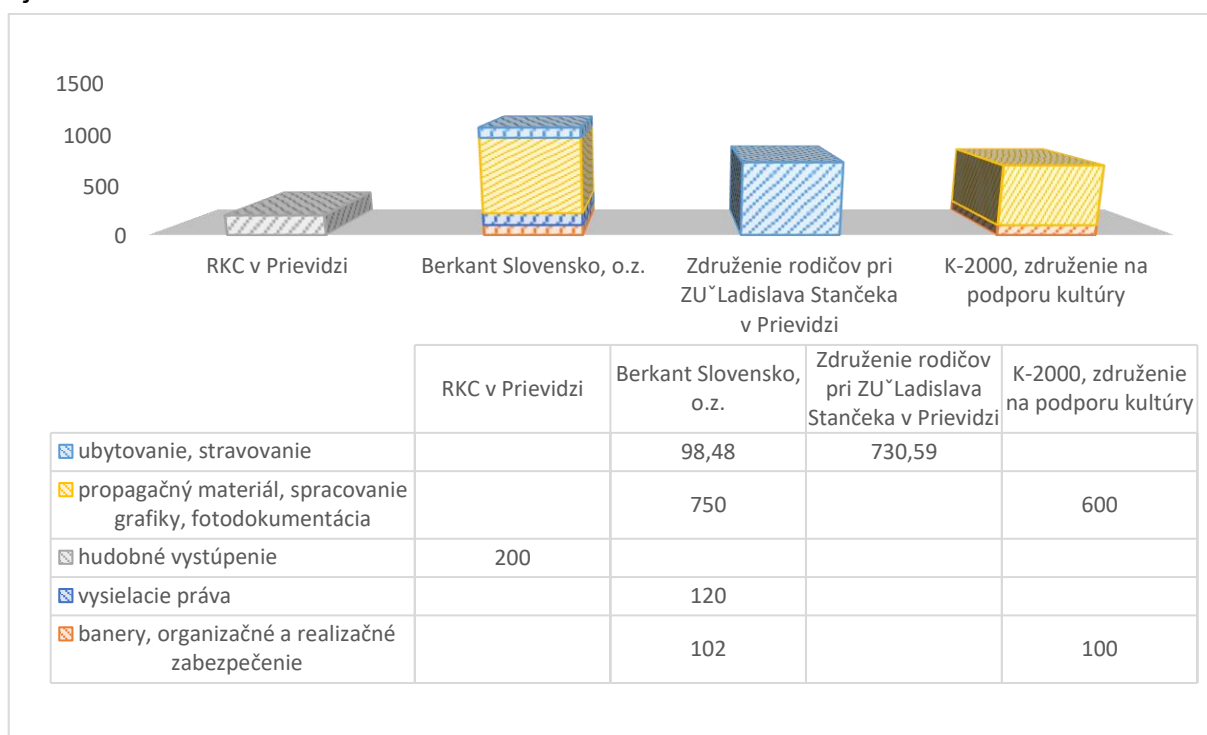 1500
1000
500
0
RKC v Prievidzi
Berkant Slovensko, o.z.
Združenie rodičov pri
ZUˇLadislava Stančeka
v Prievidzi
K-2000, združenie na
podporu kultúry
RKC v Prievidzi
Berkant Slovensko,
o.z.
Združenie rodičov
pri ZUˇLadislava
Stančeka v Prievidzi
K-2000, združenie
na podporu kultúry
ubytovanie, stravovanie 98,48 730,59
propagačný materiál, spracovanie
grafiky, fotodokumentácia 750 600
hudobné vystúpenie 200
vysielacie práva 120
banery, organizačné a realizačné
zabezpečenie 102 100